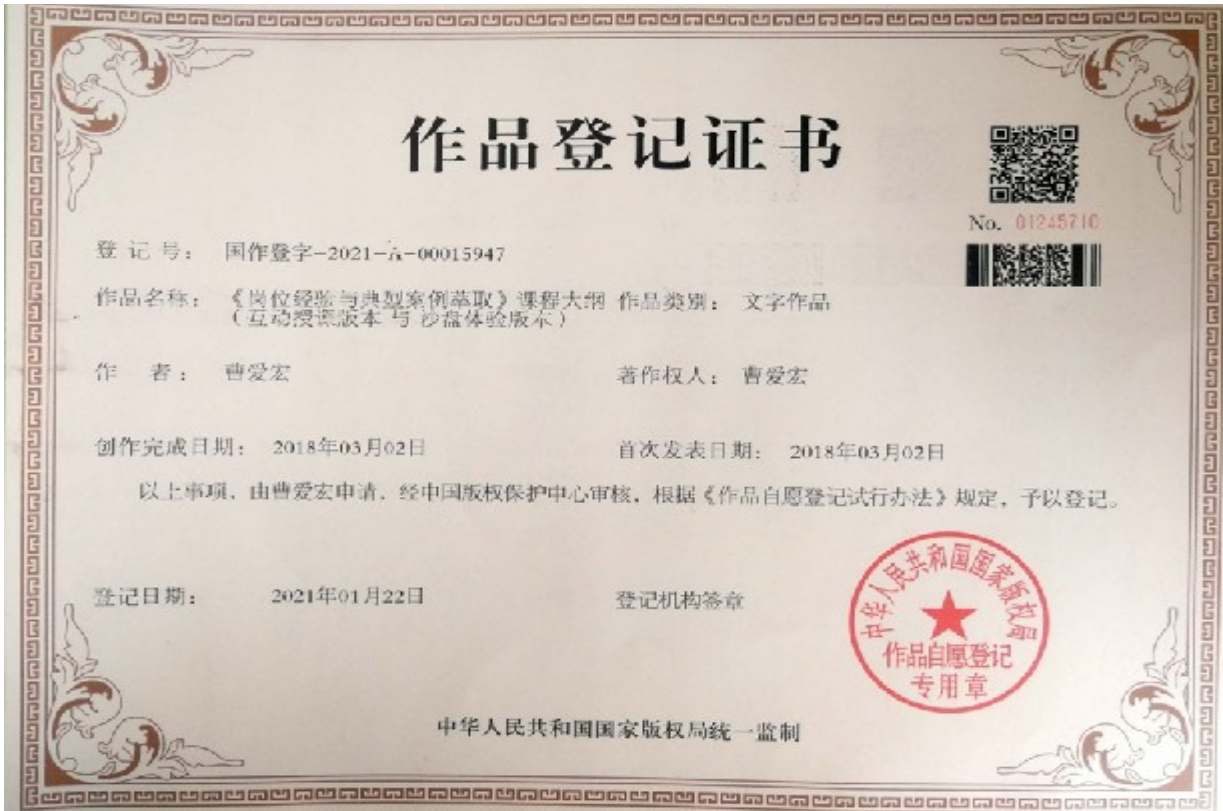 作品登记证书
No. 01245710
登 记 号： 国作登字-2021-A-00015947
作品名称： 《岗位经验与典型案例萃取》课程大纲 作品类别： 文字作品
（互动授课版本 与 沙盘体验版本）
作 者： 曹爱宏 著作权人： 曹爱宏
创作完成日期： 2018年03月02日 首次发表日期： 2018年03月02日
以上事项，由曹爱宏申请，经中国版权保护中心审核，根据《作品自愿登记试行办法》规定，予以登记。
登记日期： 2021年01月22日 登记机构签章
中华人民共和国国家版权局
作品自愿登记
专用章
中华人民共和国国家版权局统一监制